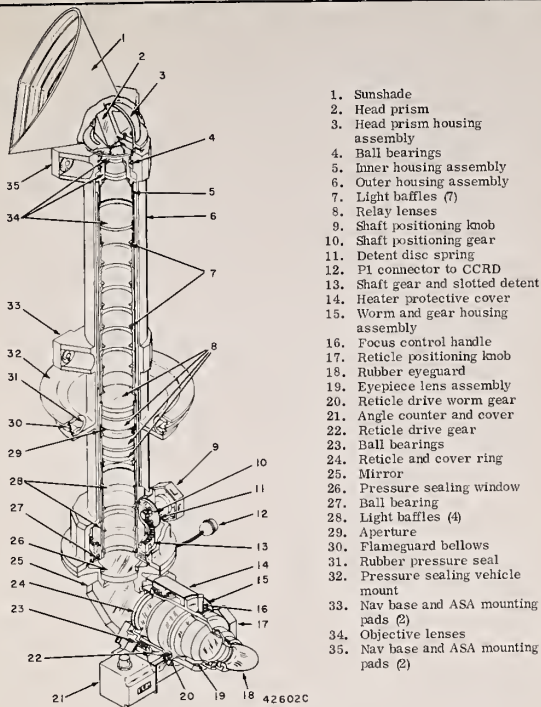 1
2
3
4
35
5
34
6
7
33
32
8
31
30
9
29
10
28
11
27
12
26
13
25
14
24
15
16
23
17
22
21
20
19
18
42602C
1. Sunshade
2. Head prism
3. Head prism housing
assembly
4. Ball bearings
5. Inner housing assembly
6. Outer housing assembly
7. Light baffles (7)
8. Relay lenses
9. Shaft positioning knob
10. Shaft positioning gear
11. Detent disc spring
12. P1 connector to CCRD
13. Shaft gear and slotted detent
14. Heater protective cover
15. Worm and gear housing
assembly
16. Focus control handle
17. Reticle positioning knob
18. Rubber eyeguard
19. Eyepiece lens assembly
20. Reticle drive worm gear
21. Angle counter and cover
22. Reticle drive gear
23. Ball bearings
24. Reticle and cover ring
25. Mirror
26. Pressure sealing window
27. Ball bearing
28. Light baffles (4)
29. Aperture
30. Flameguard bellows
31. Rubber pressure seal
32. Pressure sealing vehicle
mount
33. Nav base and ASA mounting
pads (2)
34. Objective lenses
35. Nav base and ASA mounting
pads (2)